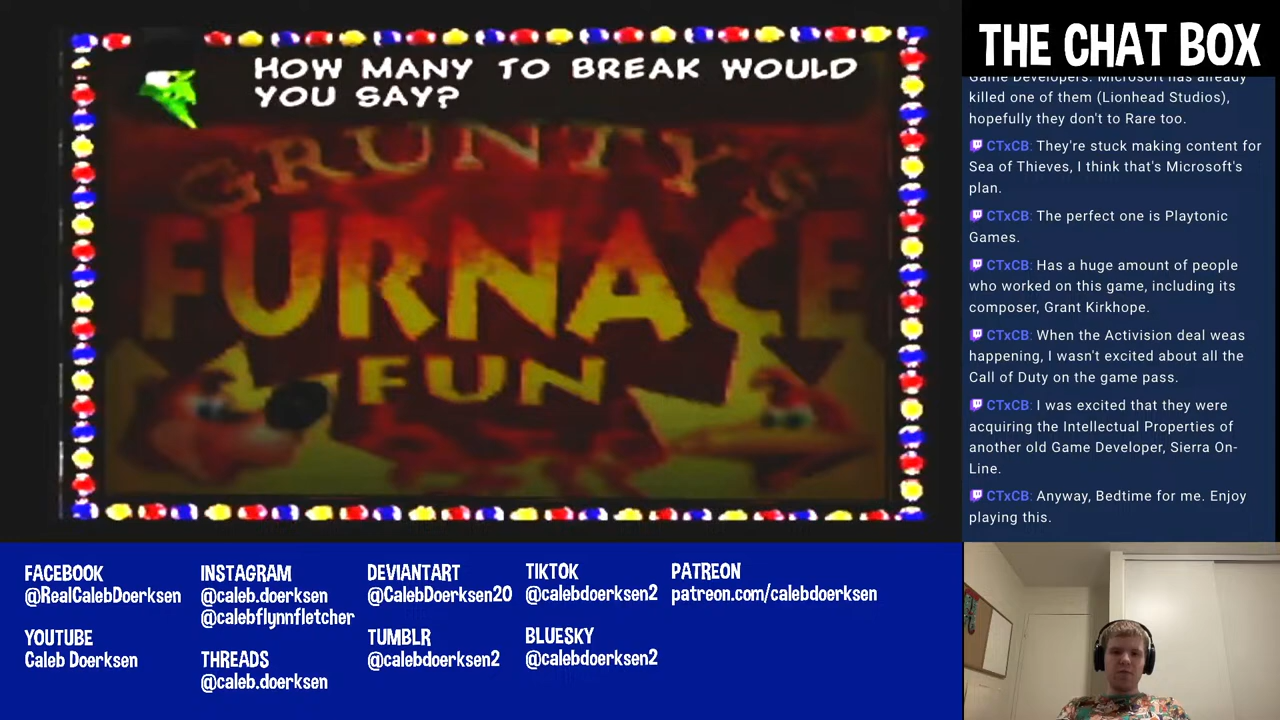 HOW MANY TO BREAK WOULD
YOU SAY?
GRUNTY'S
FURNACE
FUN
THE CHAT BOX
Game Developers. Microsoft has already
killed one of them (Lionhead Studios),
hopefully they don't to Rare too.
CTxCB: They're stuck making content for
Sea of Thieves, I think that's Microsoft's
plan.
CTxCB: The perfect one is Playtonic
Games.
CTxCB: Has a huge amount of people
who worked on this game, including its
composer, Grant Kirkhope.
CTxCB: When the Activision deal weas
happening, I wasn't excited about all the
Call of Duty on the game pass.
CTxCB: I was excited that they were
acquiring the Intellectual Properties of
another old Game Developer, Sierra On-
Line.
CTxCB: Anyway, Bedtime for me. Enjoy
playing this.
FACEBOOK
@RealCalebDoerksen
YOUTUBE
Caleb Doerksen
INSTAGRAM
@caleb.doerksen
@calebflynnfletcher
THREADS
@caleb.doerksen
DEVIANTART
@CalebDoerksen20
TUMBLR
@calebdoerksen2
TIKTOK
@calebdoerksen2
BLUESKY
@calebdoerksen2
PATREON
patreon.com/calebdoerksen